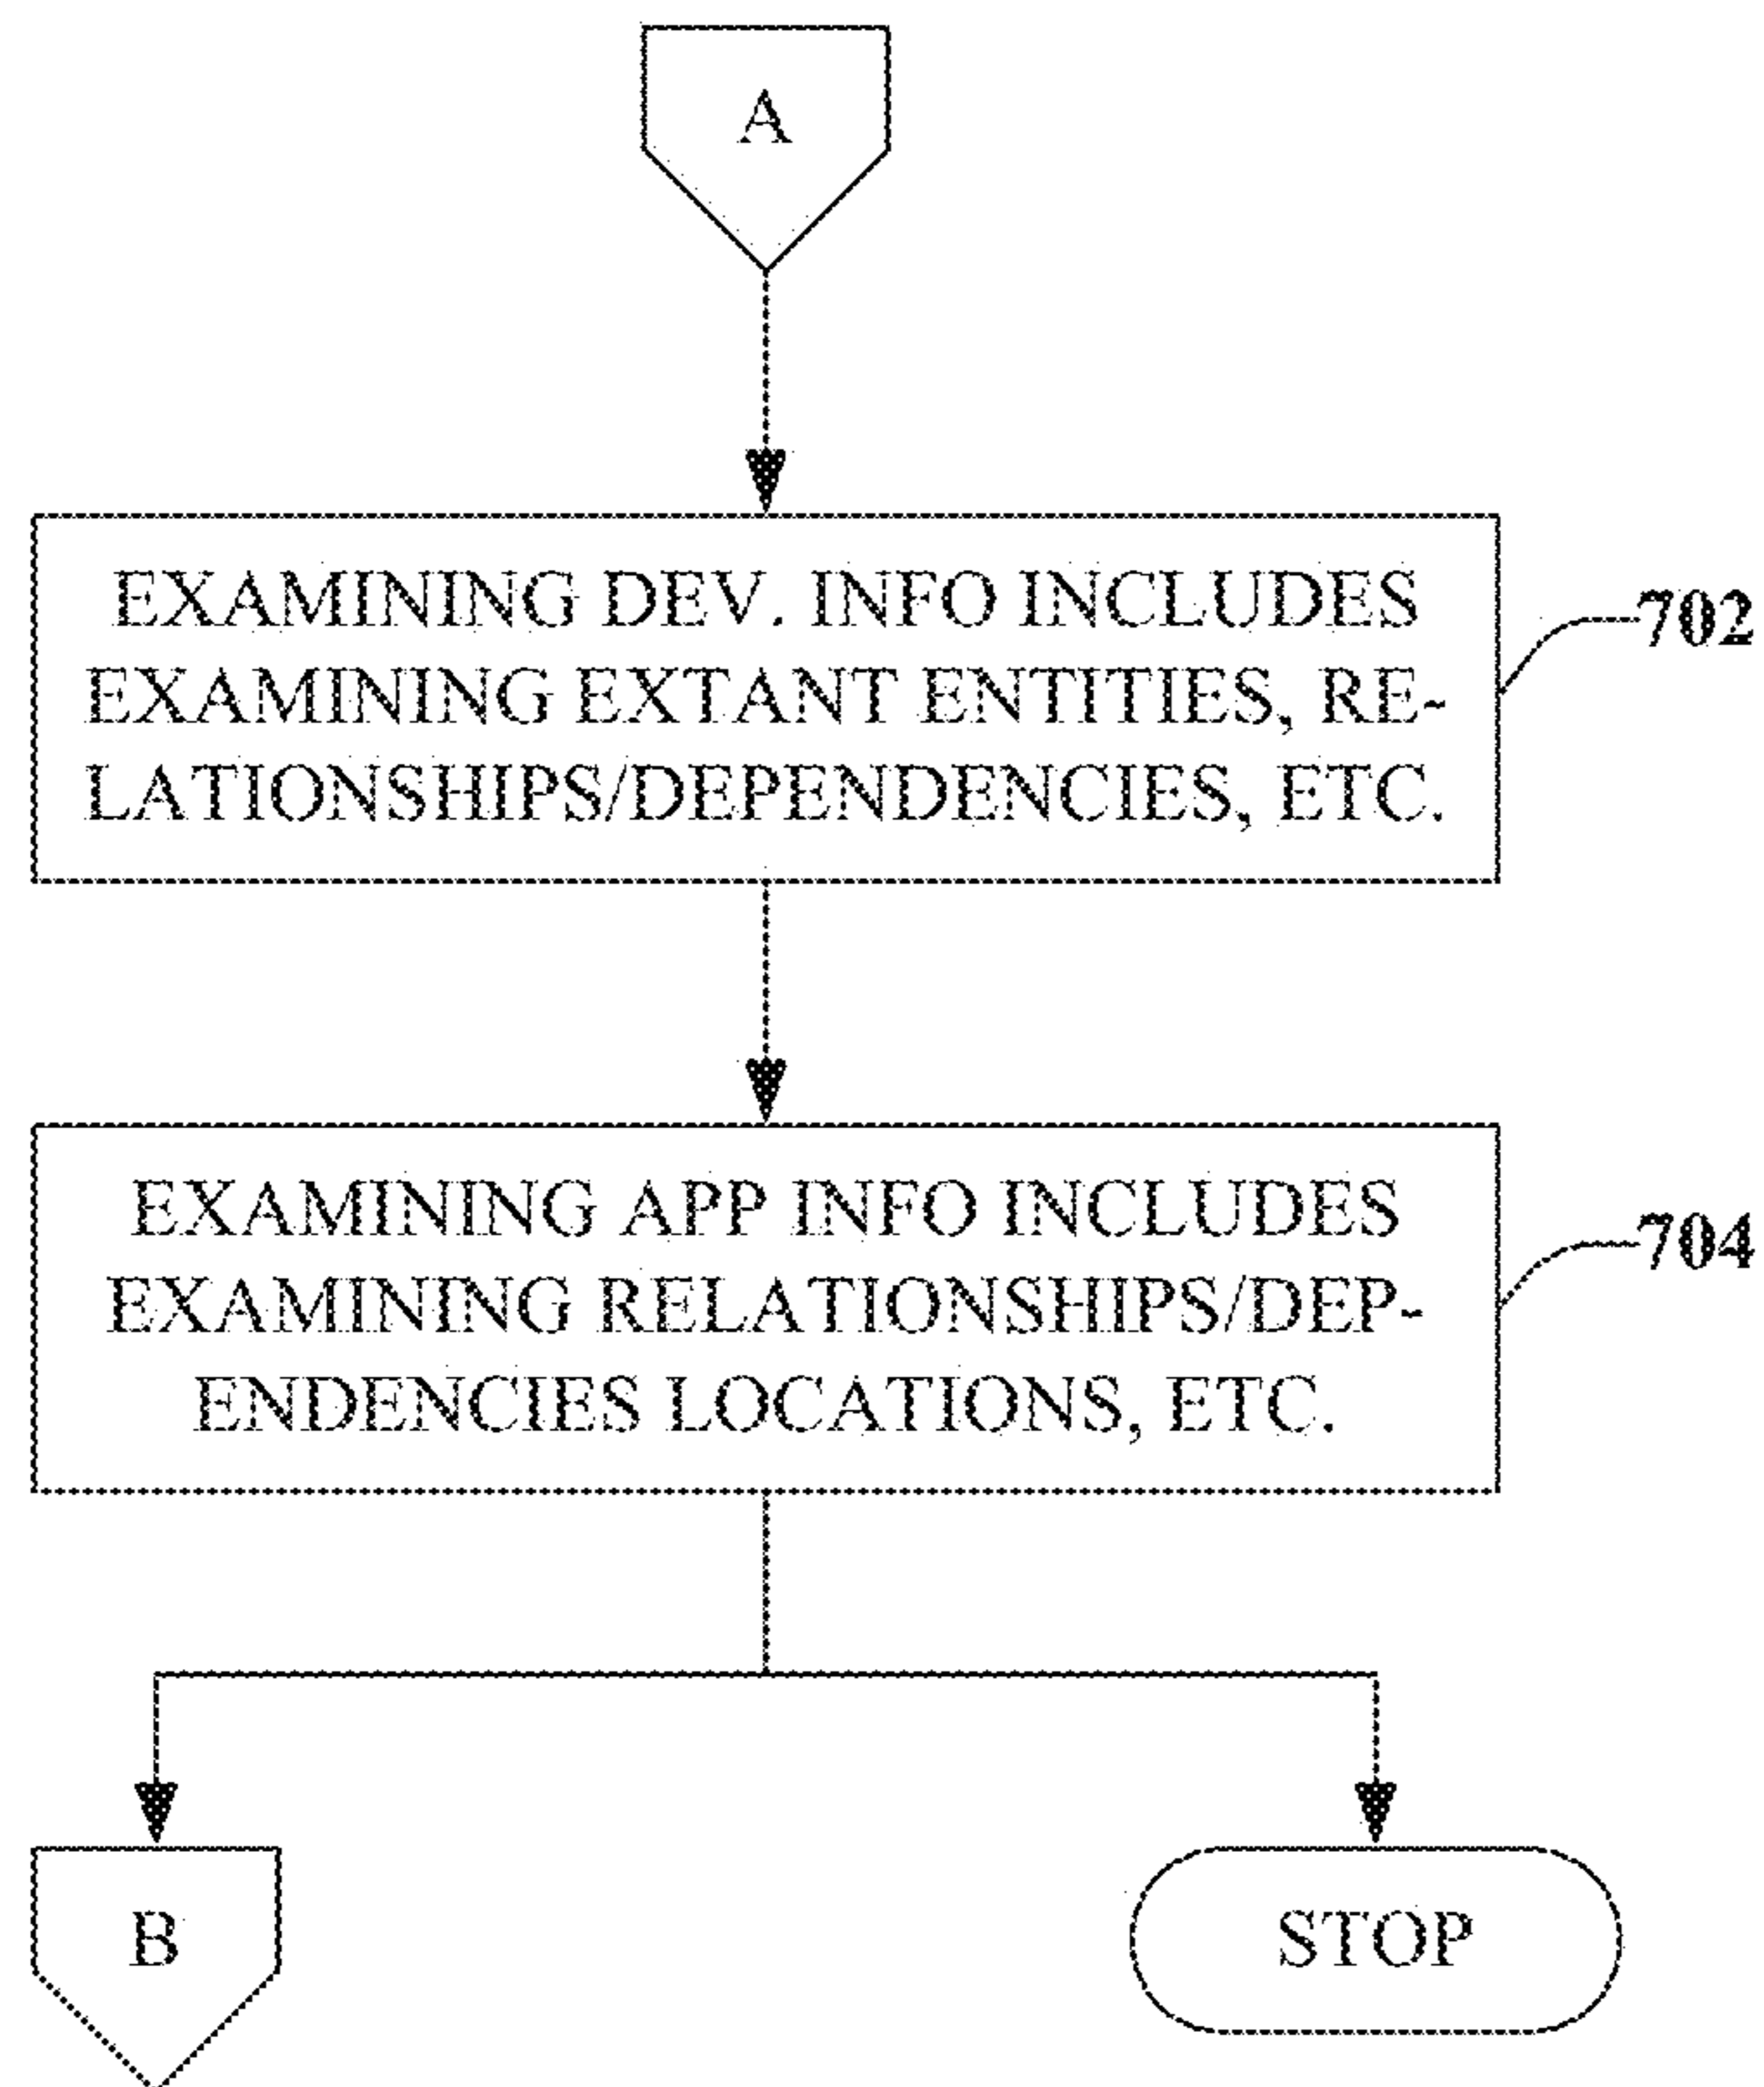 A
EXAMINING DEV. INFO INCLUDES
EXAMINING EXTANT ENTITIES, RE-
LATIONSHIPS/DEPENDENCIES, ETC.
702
EXAMINING APP INFO INCLUDES
EXAMINING RELATIONSHIPS/DEP-
ENDENCIES LOCATIONS, ETC.
704
B
STOP